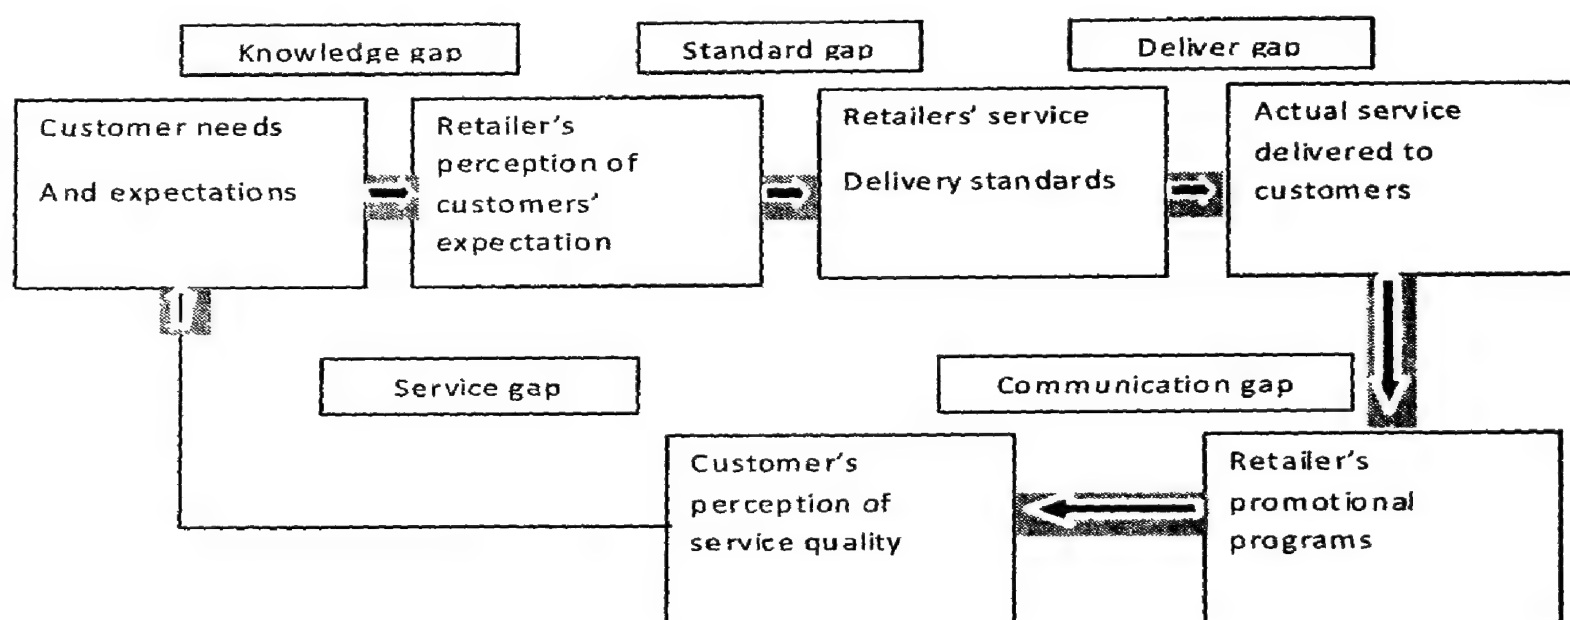 Knowledge gap
Standard gap
Deliver gap
Customer needs
And expectations
Retailer's
perception of
customers'
expectation
Retailers' service
Delivery standards
Actual service
delivered to
customers
Service gap
Communication gap
Customer's
perception of
service quality
Retailer's
promotional
programs